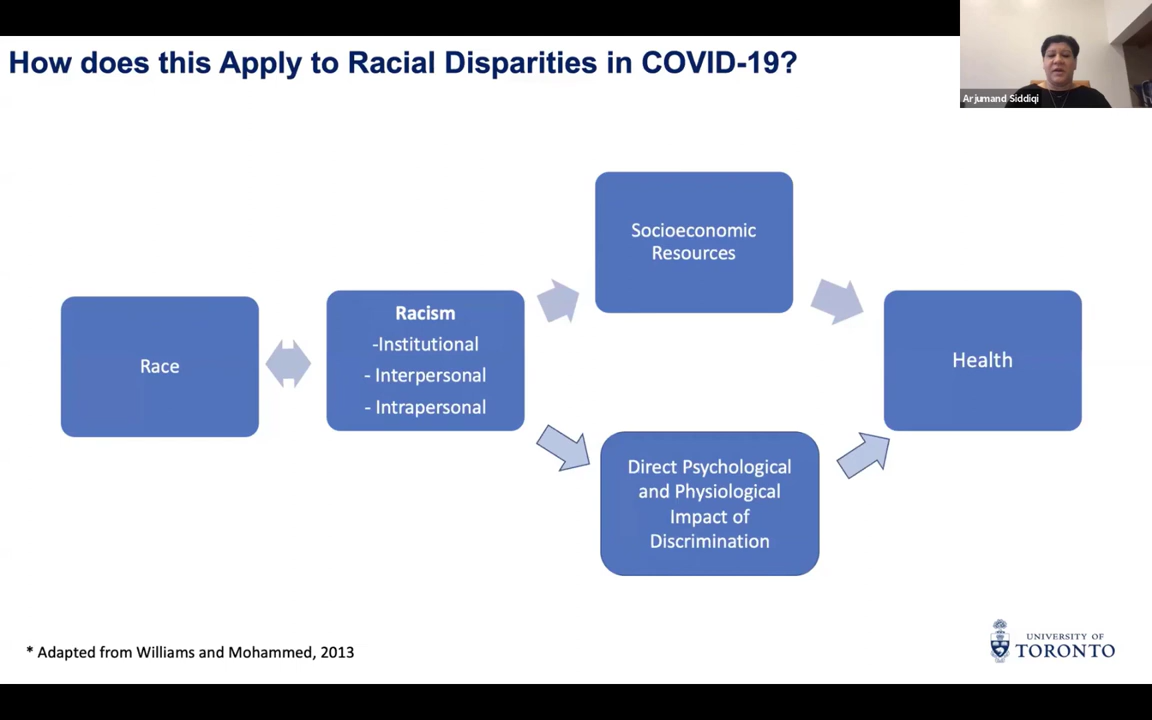 How does this Apply to Racial Disparities in COVID-19?
Arjumand Siddiqi
Socioeconomic
Resources
Race
Racism
-Institutional
- Interpersonal
- Intrapersonal
Health
Direct Psychological
and Physiological
Impact of
Discrimination
* Adapted from Williams and Mohammed, 2013
UNIVERSITY OF
TORONTO